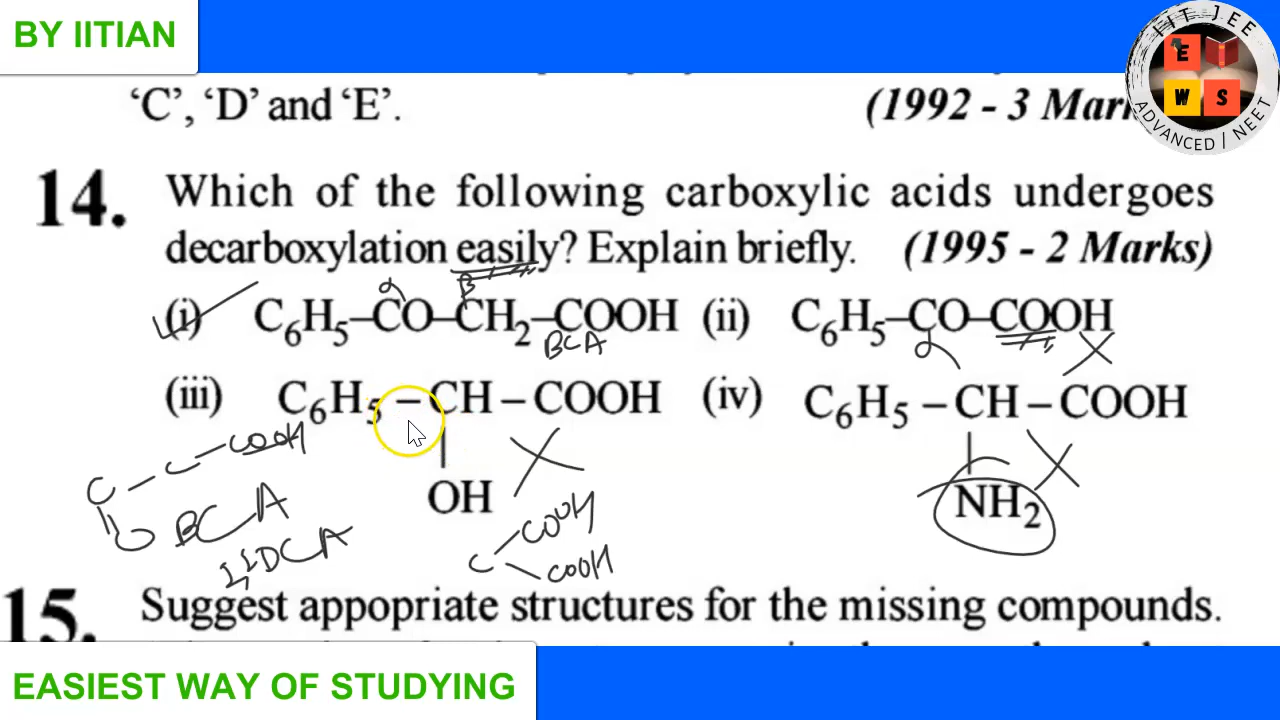 BY IITIAN
IIT JEE
E
W S
ADVANCED | NEET
‘C’, ‘D’ and ‘E’.
(1992 - 3 Mar
14. Which of the following carboxylic acids undergoes
decarboxylation easily? Explain briefly. (1995 - 2 Marks)
α β
(i) C₆H₅–CO–CH₂–COOH (ii) C₆H₅–CO–COOH
BCA α
(iii) C₆H₅ – CH – COOH (iv) C₆H₅ – CH – COOH
OH NH₂
C – C – COOH
O
BCA
DCA
C COOH
COOH
15. Suggest appopriate structures for the missing compounds.
EASIEST WAY OF STUDYING